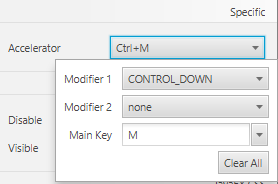 Specific
Accelerator Ctrl+M
Modifier 1 CONTROL_DOWN
Modifier 2 none
Disable
Main Key M
Visible
Clear All